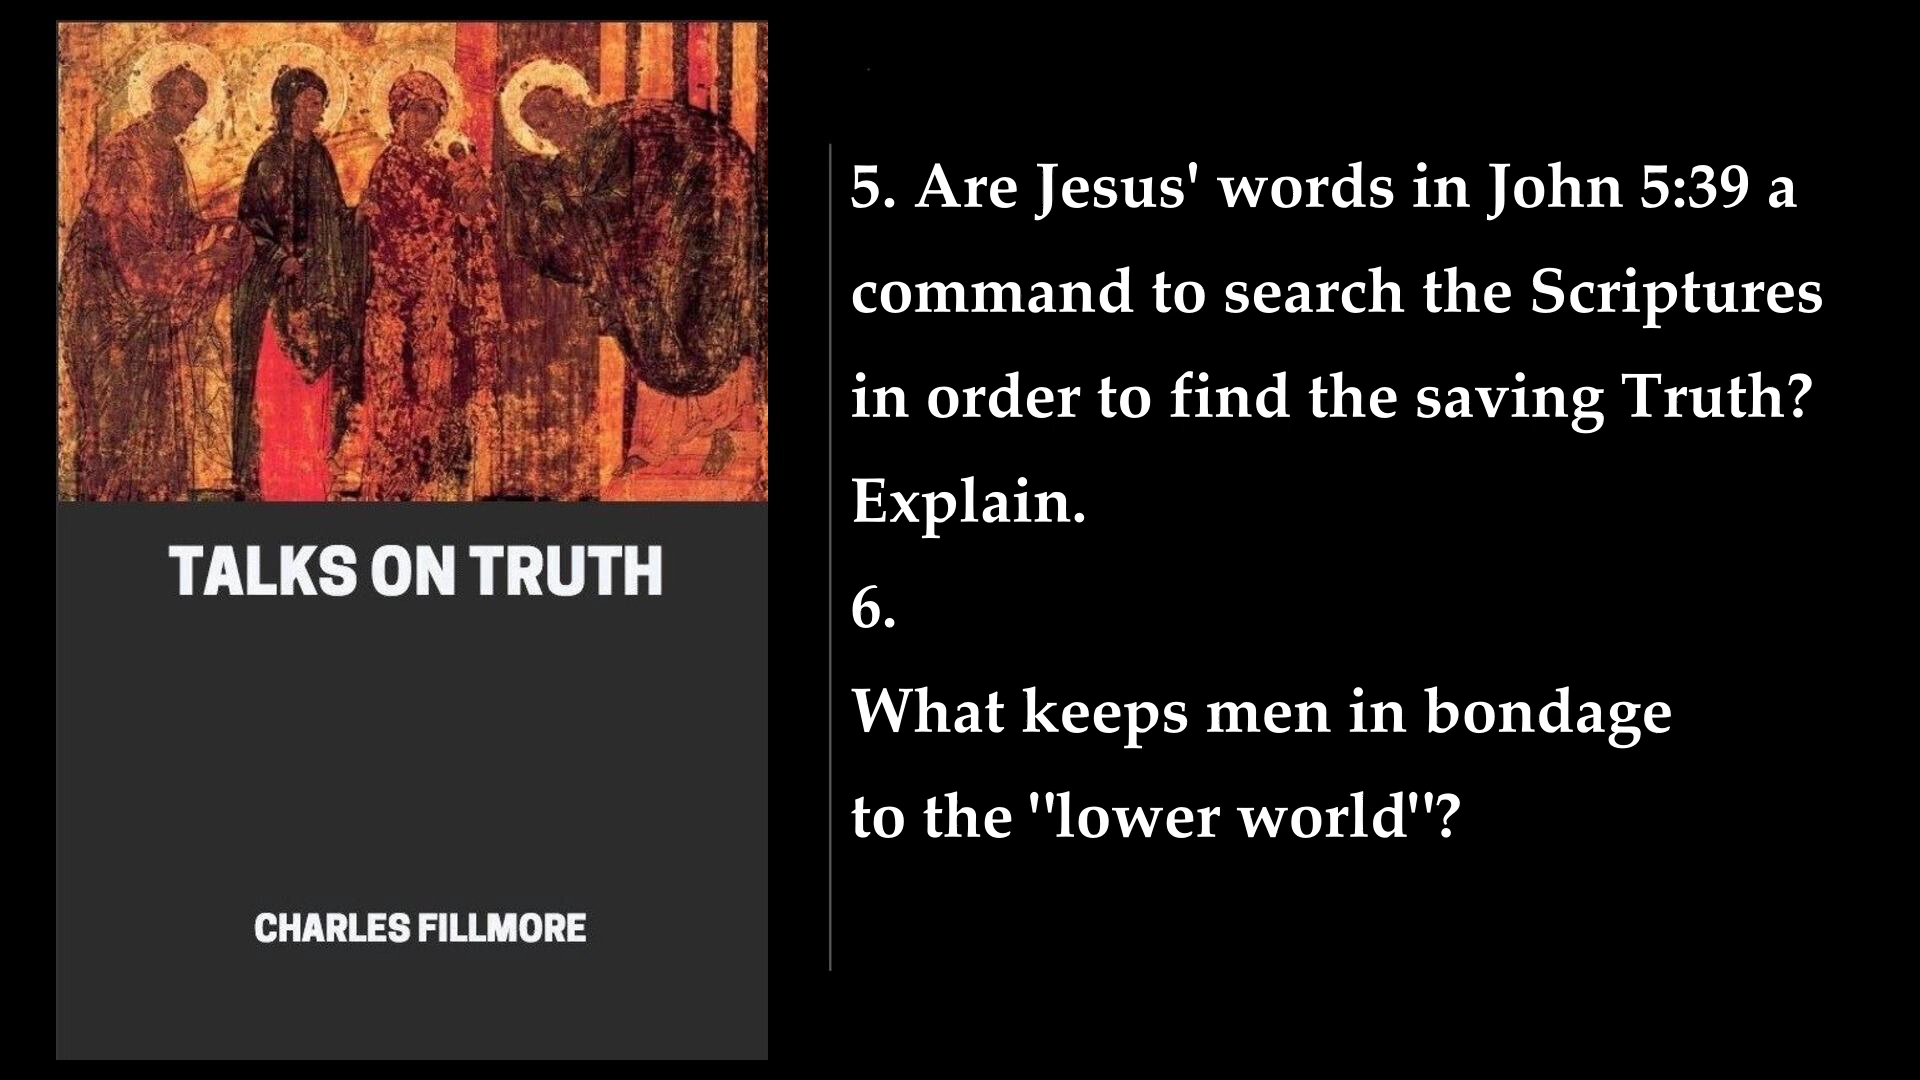 TALKS ON TRUTH
CHARLES FILLMORE
5. Are Jesus' words in John 5:39 a
command to search the Scriptures
in order to find the saving Truth?
Explain.
6.
What keeps men in bondage
to the "lower world"?